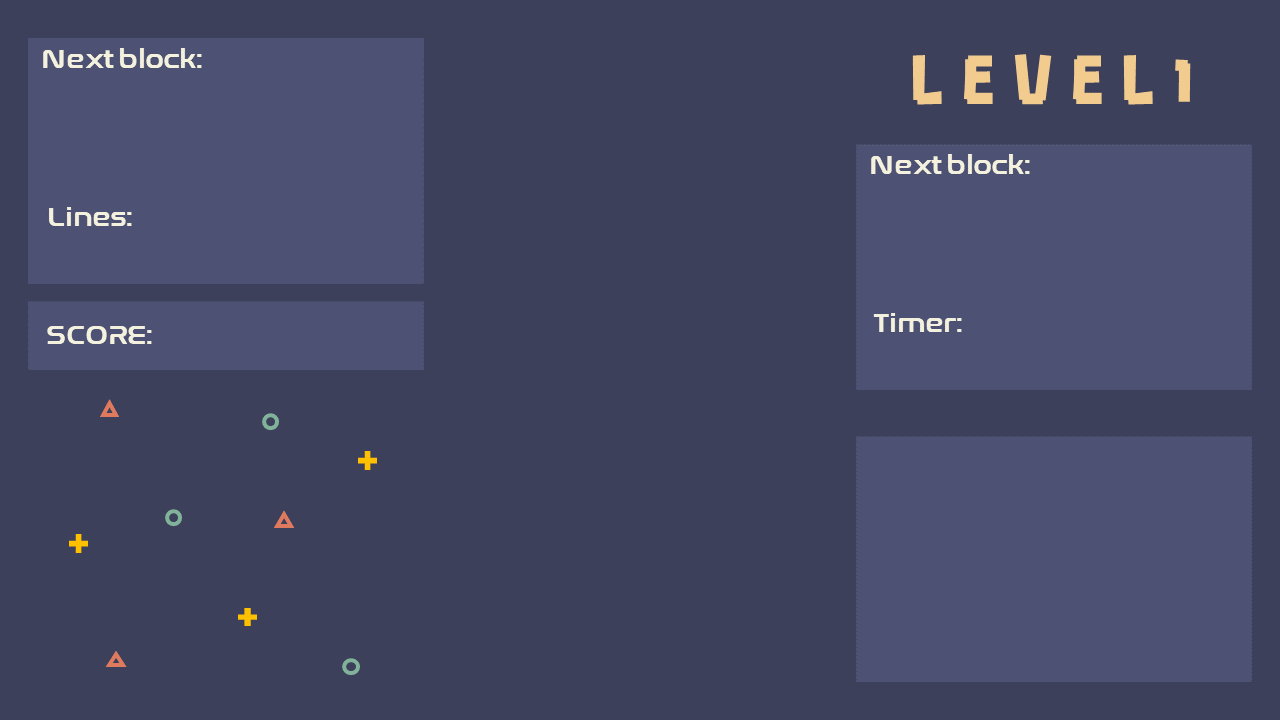 Next block:
Lines:
SCORE:
LEVEL 1
Next block:
Timer: